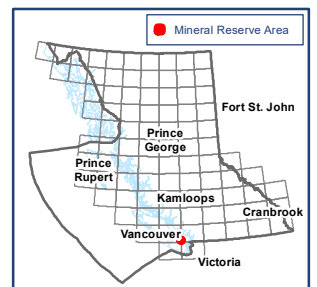 Mineral Reserve Area
Fort St. John
Prince
George
Prince
Rupert
Kamloops
Cranbrook
Vancouver
Victoria